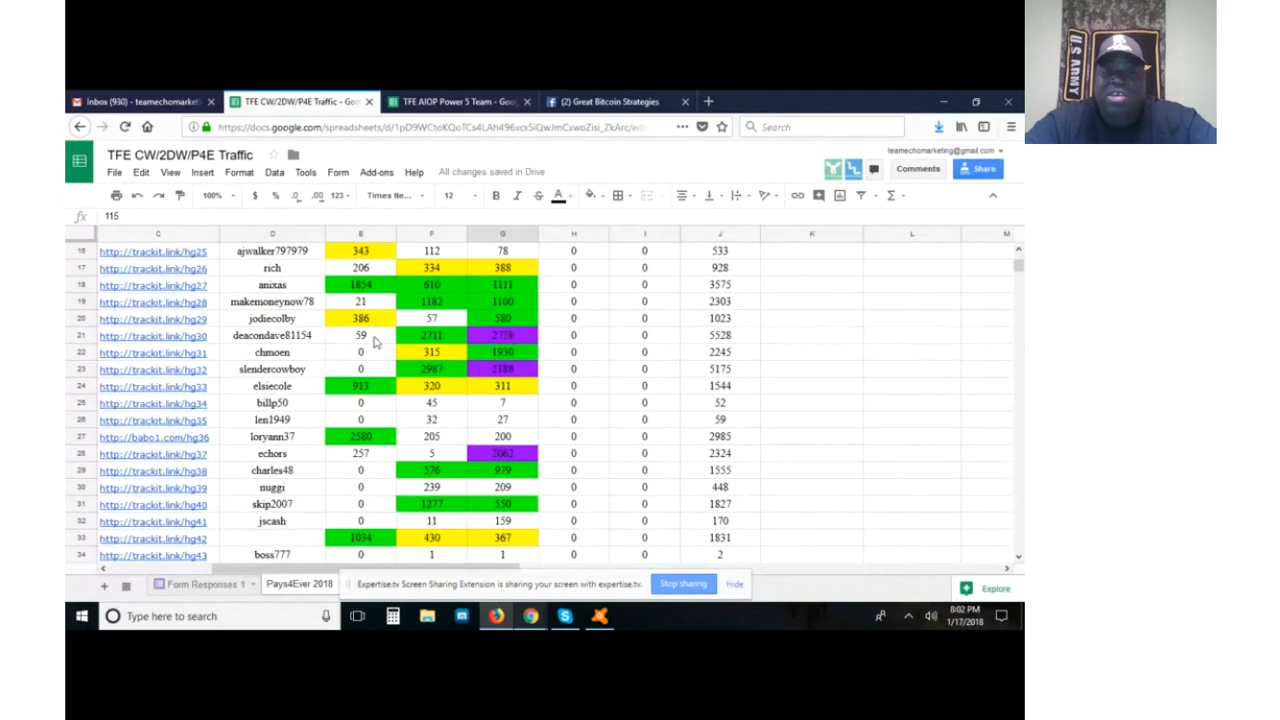 Inbox (930) - teamechomarket
TFE CW/2DW/P4E Traffic - Goo
TFE AIOP Power 5 Team - Goo
(2) Great Bitcoin Strategies
Search
TFE CW/2DW/P4E Traffic
teamechomarketing@gmail.com
File Edit View Insert Format Data Tools Form Add-ons Help All changes saved in Drive
Comments
Share
100% $ % .0 .00 123 Times Ne... 12 B I S A
fx 115
C D E F G H I J K L M
16 http://trackit.link/hg25 ajwalker797979 343 112 78 0 0 533
17 http://trackit.link/hg26 rich 206 334 388 0 0 928
18 http://trackit.link/hg27 anixas 1854 610 1111 0 0 3575
19 http://trackit.link/hg28 makemoneynow78 21 1182 1100 0 0 2303
20 http://trackit.link/hg29 jodiecolby 386 57 580 0 0 1023
21 http://trackit.link/hg30 deacondave81154 59 2711 2758 0 0 5528
22 http://trackit.link/hg31 chmoen 0 315 1930 0 0 2245
23 http://trackit.link/hg32 slendercowboy 0 2987 2188 0 0 5175
24 http://trackit.link/hg33 elsiecole 913 320 311 0 0 1544
25 http://trackit.link/hg34 billp50 0 45 7 0 0 52
26 http://trackit.link/hg35 len1949 0 32 27 0 0 59
27 http://babo1.com/hg36 loryann37 2580 205 200 0 0 2985
28 http://trackit.link/hg37 echors 257 5 2062 0 0 2324
29 http://trackit.link/hg38 charles48 0 576 979 0 0 1555
30 http://trackit.link/hg39 nuggi 0 239 209 0 0 448
31 http://trackit.link/hg40 skip2007 0 1277 550 0 0 1827
32 http://trackit.link/hg41 jscash 0 11 159 0 0 170
33 http://trackit.link/hg42 1034 430 367 0 0 1831
34 http://trackit.link/hg43 boss777 0 1 1 0 0 2
Form Responses 1
Pays4Ever 2018
Expertise.tv Screen Sharing Extension is sharing your screen with expertise.tv.
Stop sharing
Hide
Explore
Type here to search
8:02 PM
1/17/2018
U S ARMY